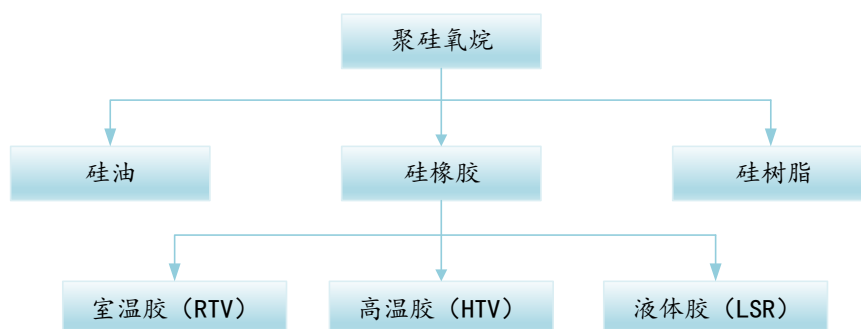 聚硅氧烷
硅油
硅橡胶
硅树脂
室温胶（RTV）
高温胶（HTV）
液体胶（LSR）